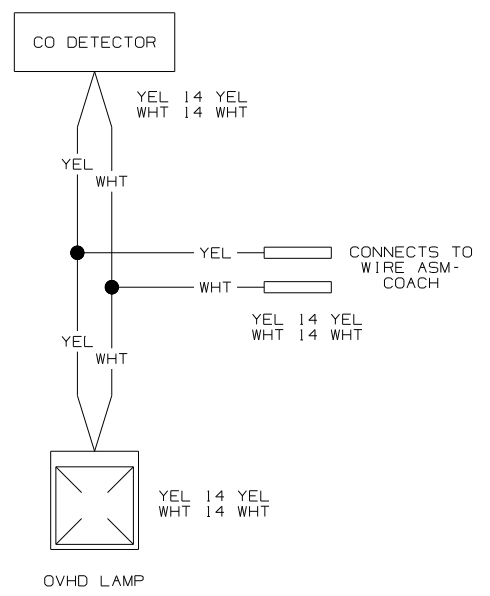 CO DETECTOR
YEL 14 YEL
WHT 14 WHT
YEL
WHT
YEL
CONNECTS TO
WIRE ASM-
COACH
WHT
YEL 14 YEL
WHT 14 WHT
YEL
WHT
YEL 14 YEL
WHT 14 WHT
OVHD LAMP